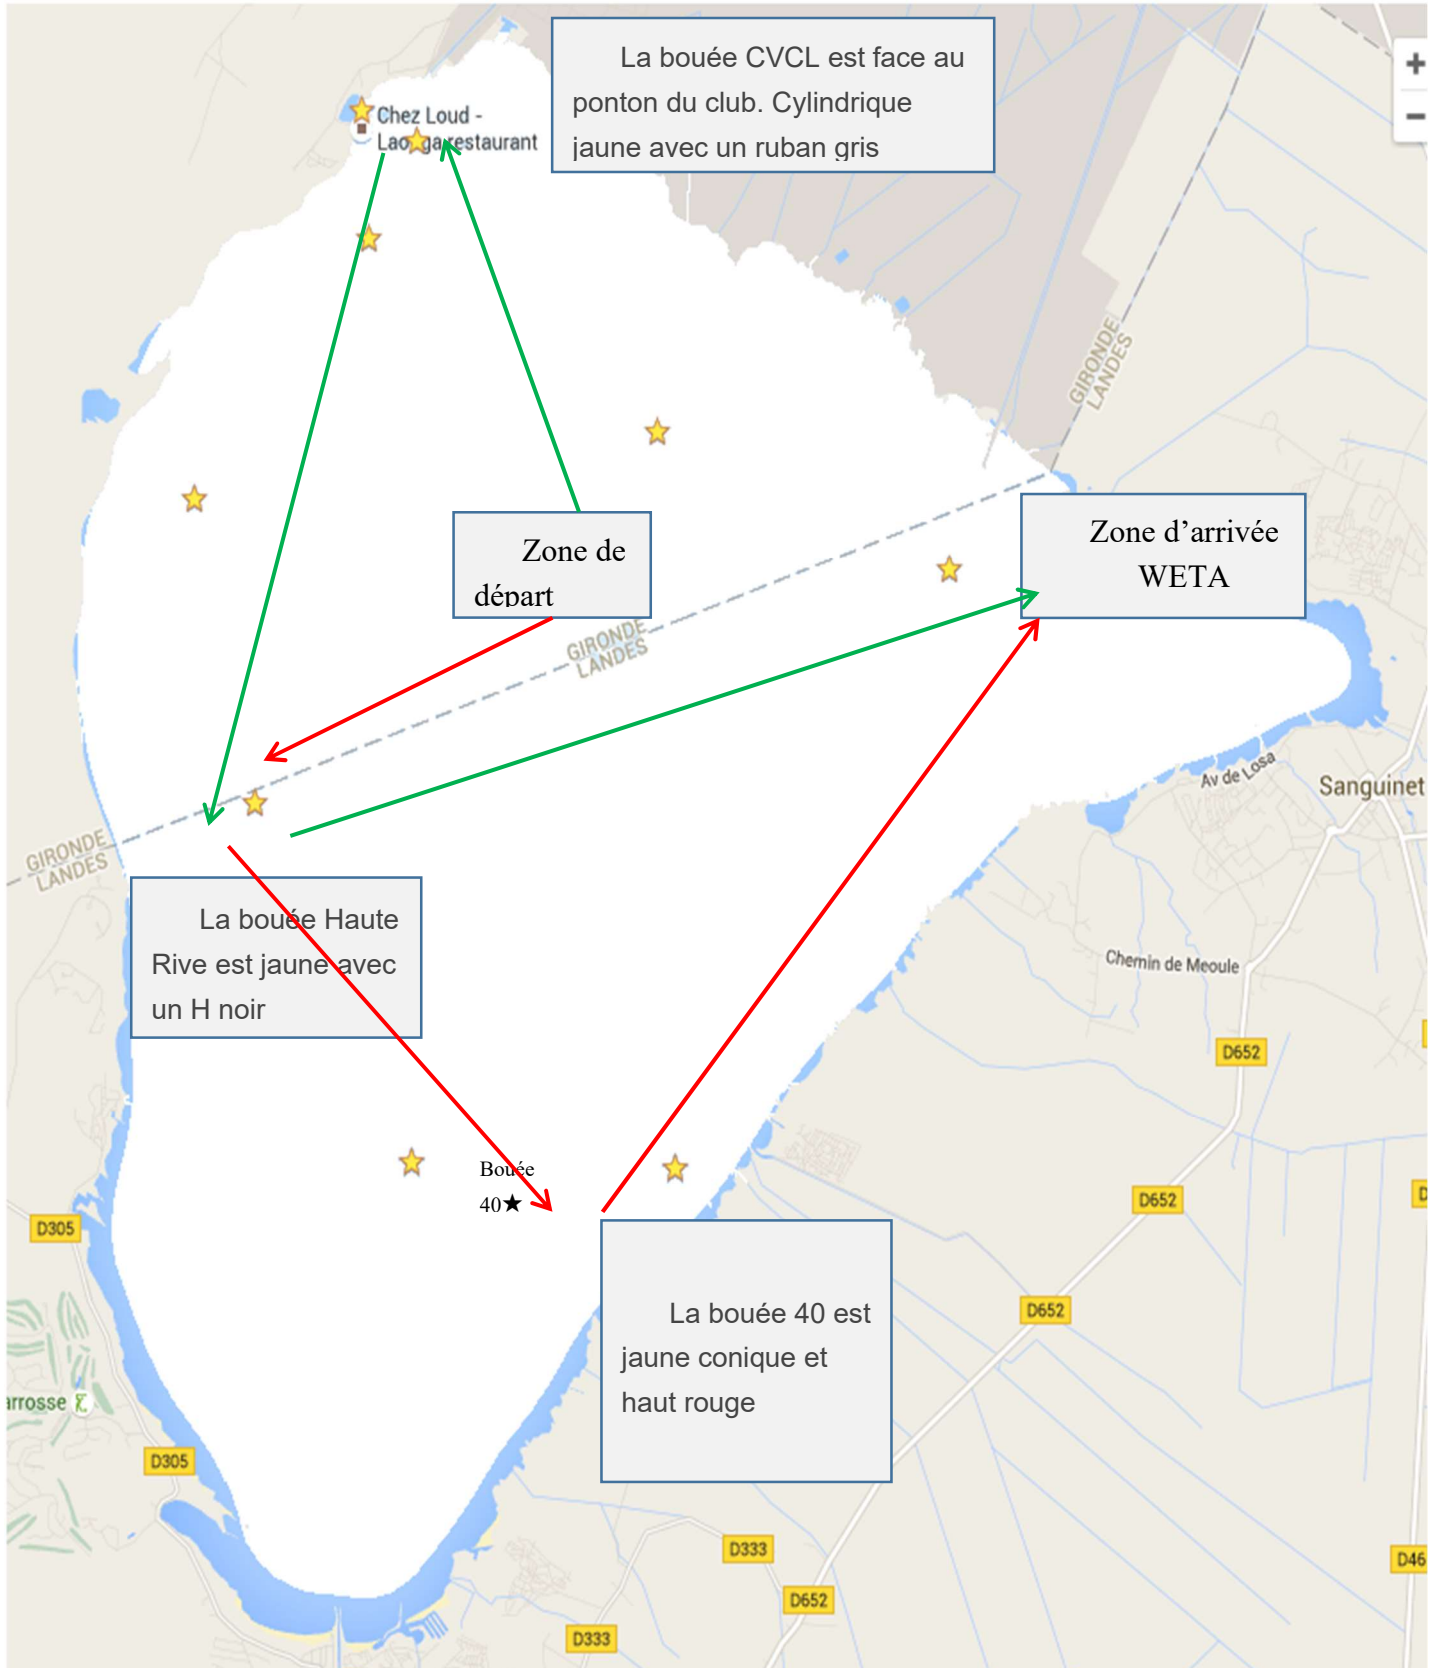 La bouée CVCL est face au
ponton du club. Cylindrique
jaune avec un ruban gris
+
−
Chez Loud -
restaurant
GIRONDE
LANDES
Zone de
départ
Zone d’arrivée
WETA
GIRONDE
LANDES
Av de Losa
Sanguinet
GIRONDE
LANDES
La bouée Haute
Rive est jaune avec
un H noir
Chemin de Meoule
D652
Bouée
40★
D305
D652
La bouée 40 est
jaune conique et
haut rouge
D652
arrosse
D305
D333
D652
D46
D333